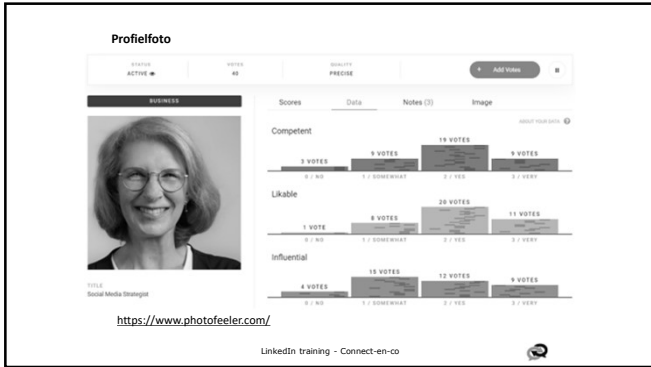 Profielfoto
STATUS
ACTIVE
VOTES
40
QUALITY
PRECISE
+ Add Votes
BUSINESS
TITLE
Social Media Strategist
Scores Data Notes (3) Image
ABOUT YOUR DATA ?
Competent
3 VOTES 9 VOTES 19 VOTES 9 VOTES
0 / NO 1 / SOMEWHAT 2 / YES 3 / VERY
Likable
1 VOTE 8 VOTES 20 VOTES 11 VOTES
0 / NO 1 / SOMEWHAT 2 / YES 3 / VERY
Influential
4 VOTES 15 VOTES 12 VOTES 9 VOTES
0 / NO 1 / SOMEWHAT 2 / YES 3 / VERY
https://www.photofeeler.com/
LinkedIn training - Connect-en-co